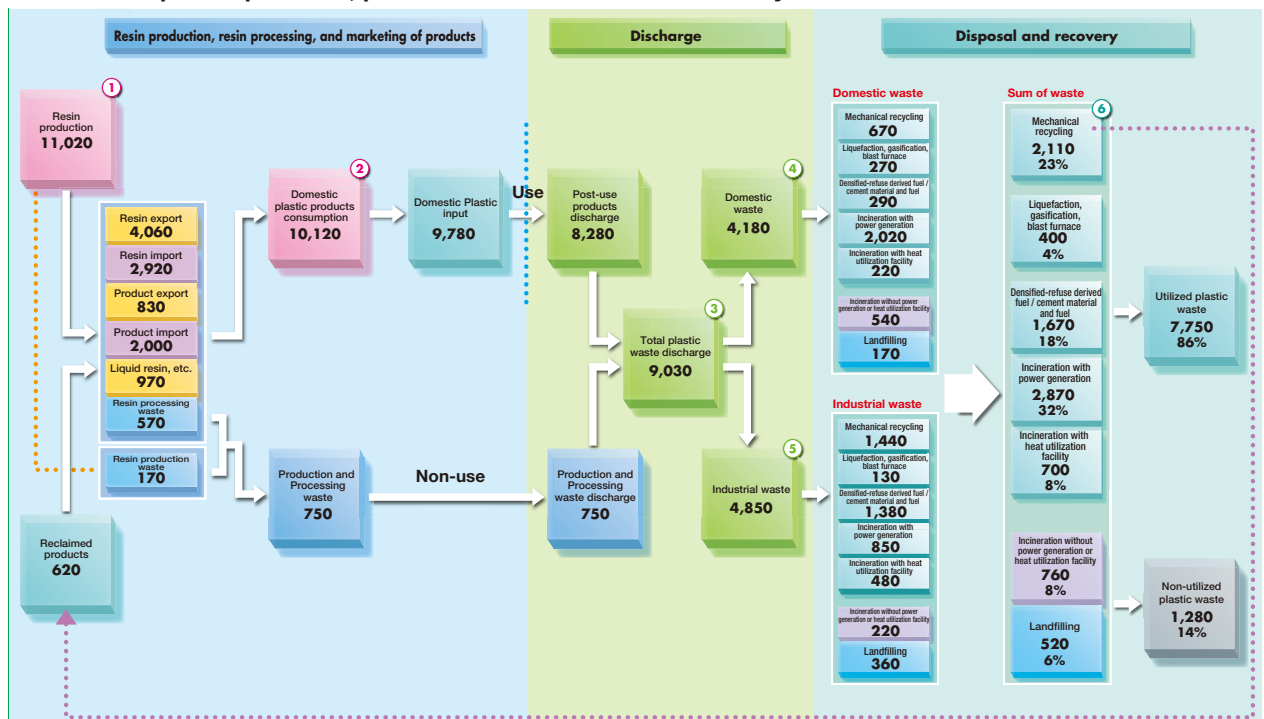 Resin production, resin processing, and marketing of products
Discharge
Disposal and recovery
1
Resin
production
11,020
Resin export
4,060
Resin import
2,920
Product export
830
Product import
2,000
Liquid resin, etc.
970
Resin processing
waste
570
Resin production
waste
170
Reclaimed
products
620
2
Domestic
plastic products
consumption
10,120
Domestic Plastic
input
9,780
Use
Production and
Processing
waste
750
Non-use
Post-use
products
discharge
8,280
3
Total plastic
waste discharge
9,030
Production and
Processing
waste discharge
750
4
Domestic
waste
4,180
5
Industrial waste
4,850
Domestic waste
Mechanical recycling
670
Liquefaction, gasification,
blast furnace
270
Densified-refuse derived fuel /
cement material and fuel
290
Incineration with
power generation
2,020
Incineration with heat
utilization facility
220
Incineration without power
generation or heat utilization facility
540
Landfilling
170
Industrial waste
Mechanical recycling
1,440
Liquefaction, gasification,
blast furnace
130
Densified-refuse derived fuel /
cement material and fuel
1,380
Incineration with
power generation
850
Incineration with heat
utilization facility
480
Incineration without power
generation or heat utilization facility
220
Landfilling
360
Sum of waste
6
Mechanical
recycling
2,110
23%
Liquefaction,
gasification,
blast furnace
400
4%
Densified-refuse derived
fuel / cement material
and fuel
1,670
18%
Incineration with
power generation
2,870
32%
Incineration with
heat utilization
facility
700
8%
Incineration without
power generation or
heat utilization facility
760
8%
Landfilling
520
6%
Utilized plastic
waste
7,750
86%
Non-utilized
plastic waste
1,280
14%